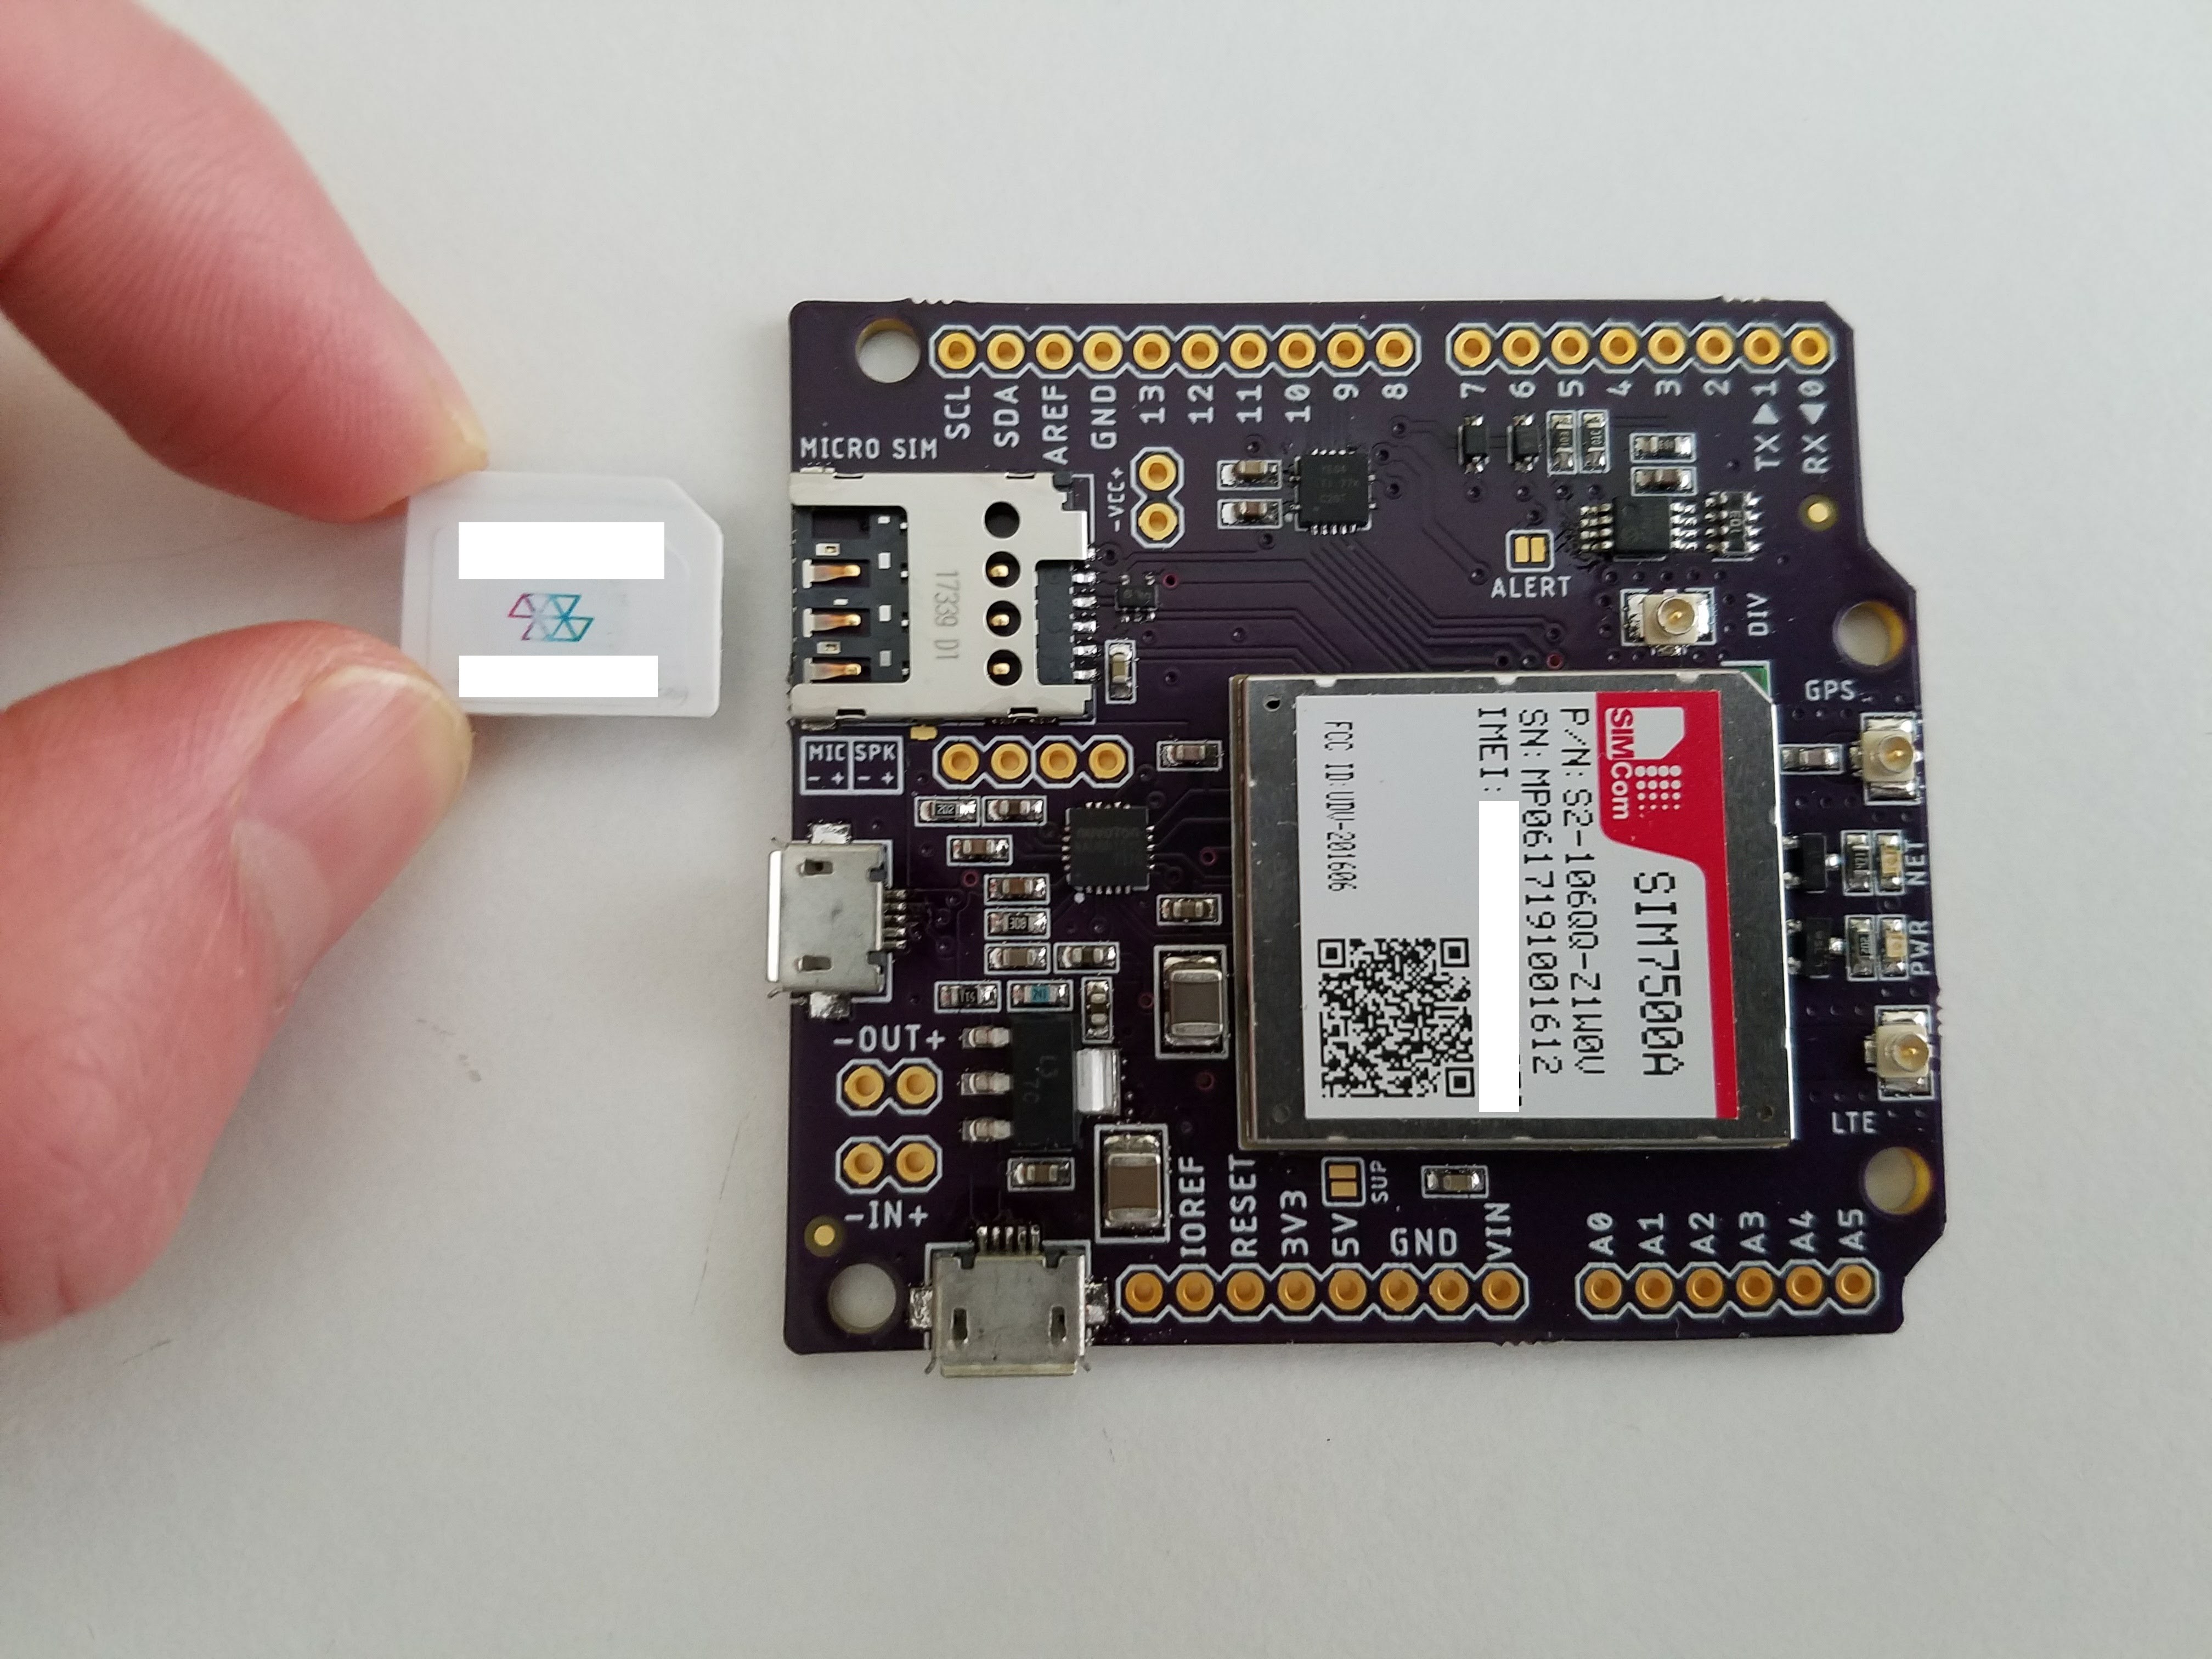 SCL
SDA
AREF
GND
13
12
11
10
9
8
7
6
5
4
3
2
TX▶1
RX◀0
MICRO SIM
-VCC+
17339 D1
ALERT
DIV
GPS
MIC SPK
- + - +
SIMCom
SIM7500A
P/N:S2-106QQ-Z1W0V
SN:MP0617191001612
IMEI:
FCC ID:UDV-201606
NET
PWR
LTE
-OUT+
-IN+
IOREF
RESET
3V3
5V
SUP
GND
VIN
A0
A1
A2
A3
A4
A5